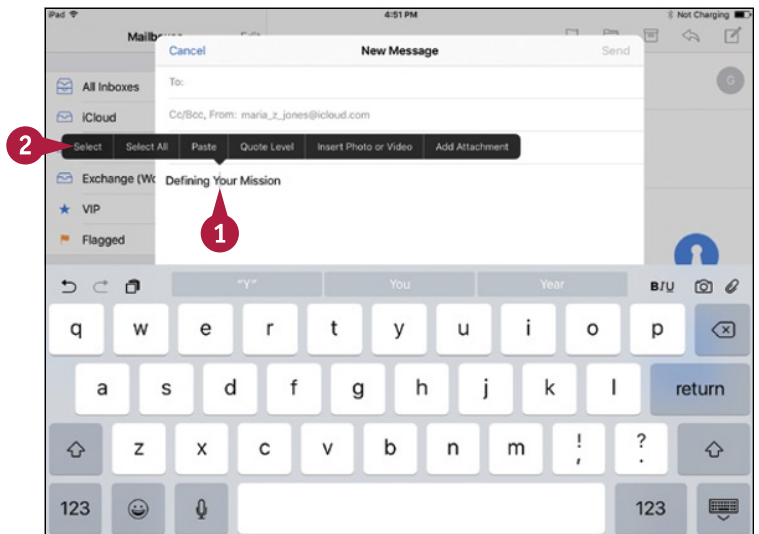 iPad 4:51 PM Not Charging
Mailboxes Edit
Cancel New Message Send
To:
All Inboxes
G
iCloud
Cc/Bcc, From: maria_z_jones@icloud.com
2
Select Select All Paste Quote Level Insert Photo or Video Add Attachment
Exchange (Wo
Defining Your Mission
VIP
1
Flagged
"Y" You Year BIU
q w e r t y u i o p
a s d f g h j k l return
z x c v b n m ! , ? .
123 123